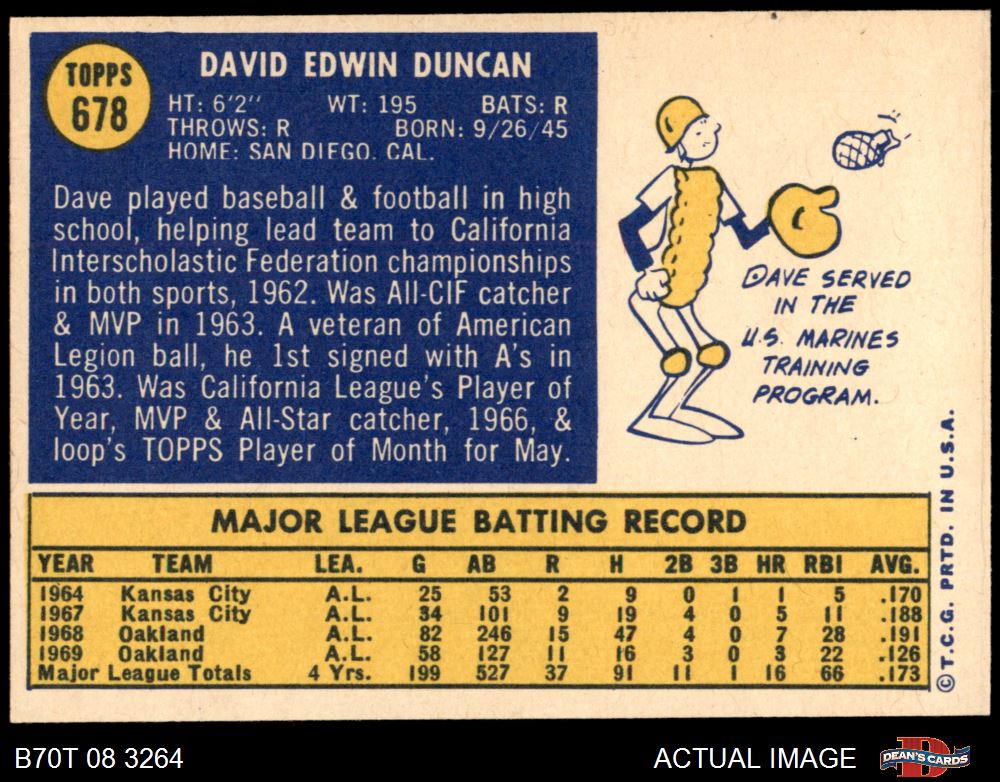 TOPPS
678
DAVID EDWIN DUNCAN
HT: 6'2" WT: 195 BATS: R
THROWS: R BORN: 9/26/45
HOME: SAN DIEGO. CAL.
Dave played baseball & football in high
school, helping lead team to California
Interscholastic Federation championships
in both sports, 1962. Was All-CIF catcher
& MVP in 1963. A veteran of American
Legion ball, he 1st signed with A's in
1963. Was California League's Player of
Year, MVP & All-Star catcher, 1966, &
loop's TOPPS Player of Month for May.
DAVE SERVED
IN THE
U.S. MARINES
TRAINING
PROGRAM.
MAJOR LEAGUE BATTING RECORD
YEAR TEAM LEA. G AB R H 2B 3B HR RBI AVG.
1964 Kansas City A.L. 25 53 2 9 0 1 1 5 .170
1967 Kansas City A.L. 34 101 9 19 4 0 5 11 .188
1968 Oakland A.L. 82 246 15 47 4 0 7 28 .191
1969 Oakland A.L. 58 127 11 16 3 0 3 22 .126
Major League Totals 4 Yrs. 199 527 37 91 11 1 16 66 .173
© T.C.G. PRTD. IN U.S.A.
B70T 08 3264
ACTUAL IMAGE
DEAN'S CARDS